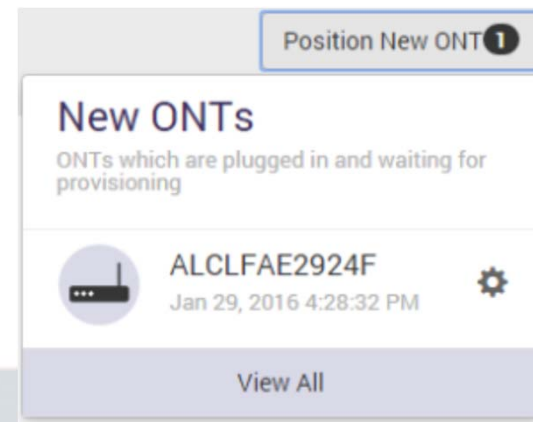 Position New ONT 1
New ONTs
ONTs which are plugged in and waiting for
provisioning
ALCLFAE2924F
Jan 29, 2016 4:28:32 PM
View All